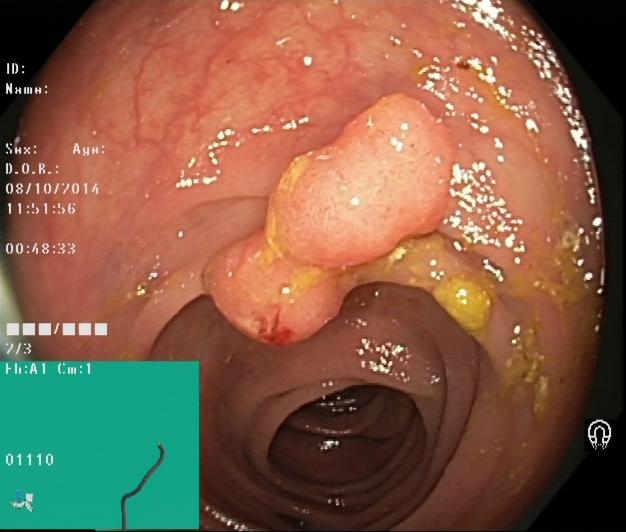 ID:
Name:
Sex: Age:
D.O.B.:
08/10/2014
11:51:56
00:48:33
■■■/■■■
2/3
Eh:A1 Cm:1
01110